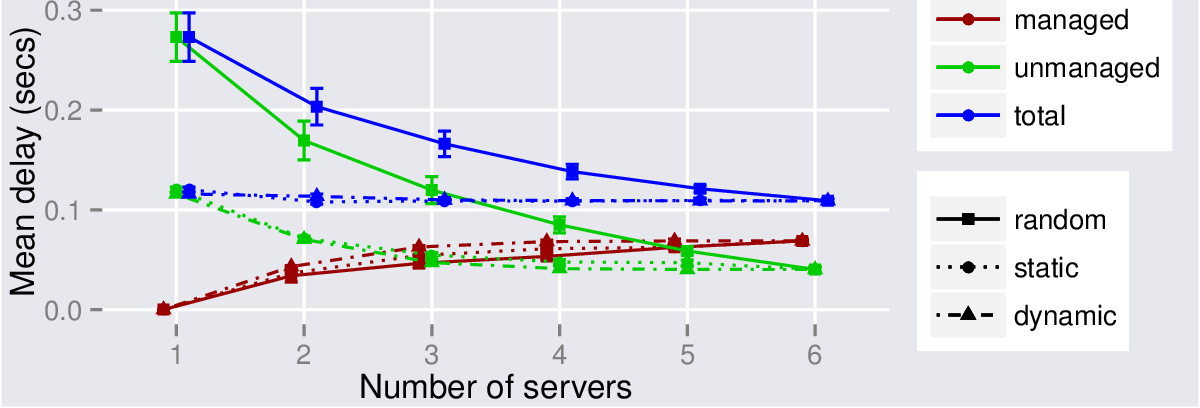 0.3
0.2
0.1
0.0
Mean delay (secs)
1 2 3 4 5 6
Number of servers
managed
unmanaged
total
random
static
dynamic